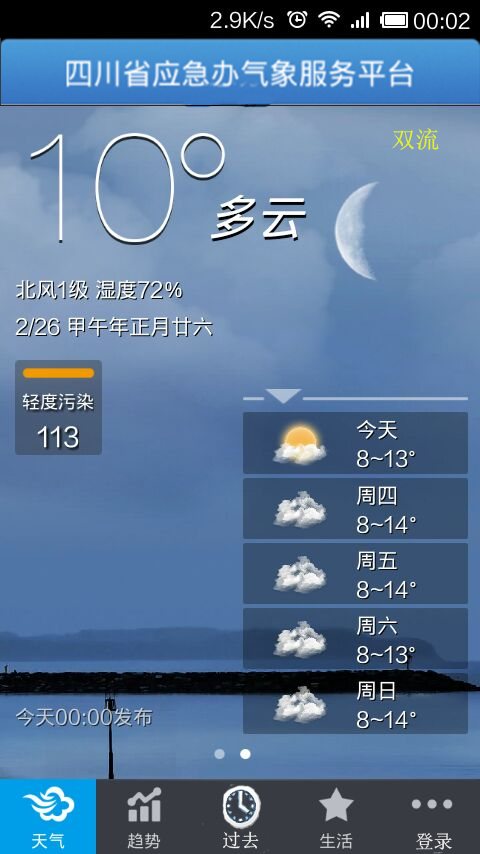 2.9K/s 00:02
四川省应急办气象服务平台
双流
10°
多云
北风1级 湿度72%
2/26 甲午年正月廿六
轻度污染
113
今天
8~13°
周四
8~14°
周五
8~14°
周六
8~13°
周日
8~14°
今天00:00发布
天气 趋势 过去 生活 登录